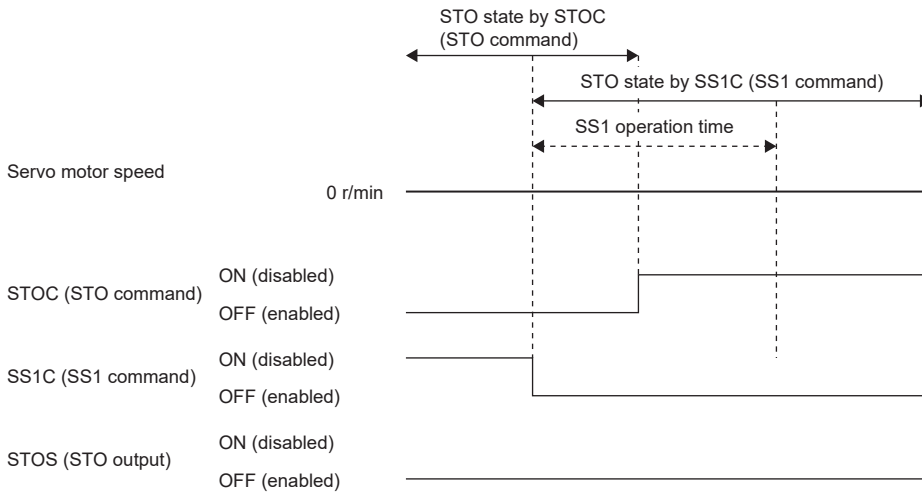 STO state by STOC
(STO command)
STO state by SS1C (SS1 command)
SS1 operation time
Servo motor speed
0 r/min
STOC (STO command)
ON (disabled)
OFF (enabled)
SS1C (SS1 command)
ON (disabled)
OFF (enabled)
STOS (STO output)
ON (disabled)
OFF (enabled)